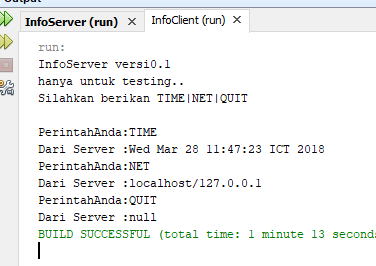 Output
InfoServer (run) × InfoClient (run) ×
run:
InfoServer versi0.1
hanya untuk testing..
Silahkan berikan TIME|NET|QUIT
PerintahAnda:TIME
Dari Server :Wed Mar 28 11:47:23 ICT 2018
PerintahAnda:NET
Dari Server :localhost/127.0.0.1
PerintahAnda:QUIT
Dari Server :null
BUILD SUCCESSFUL (total time: 1 minute 13 seconds